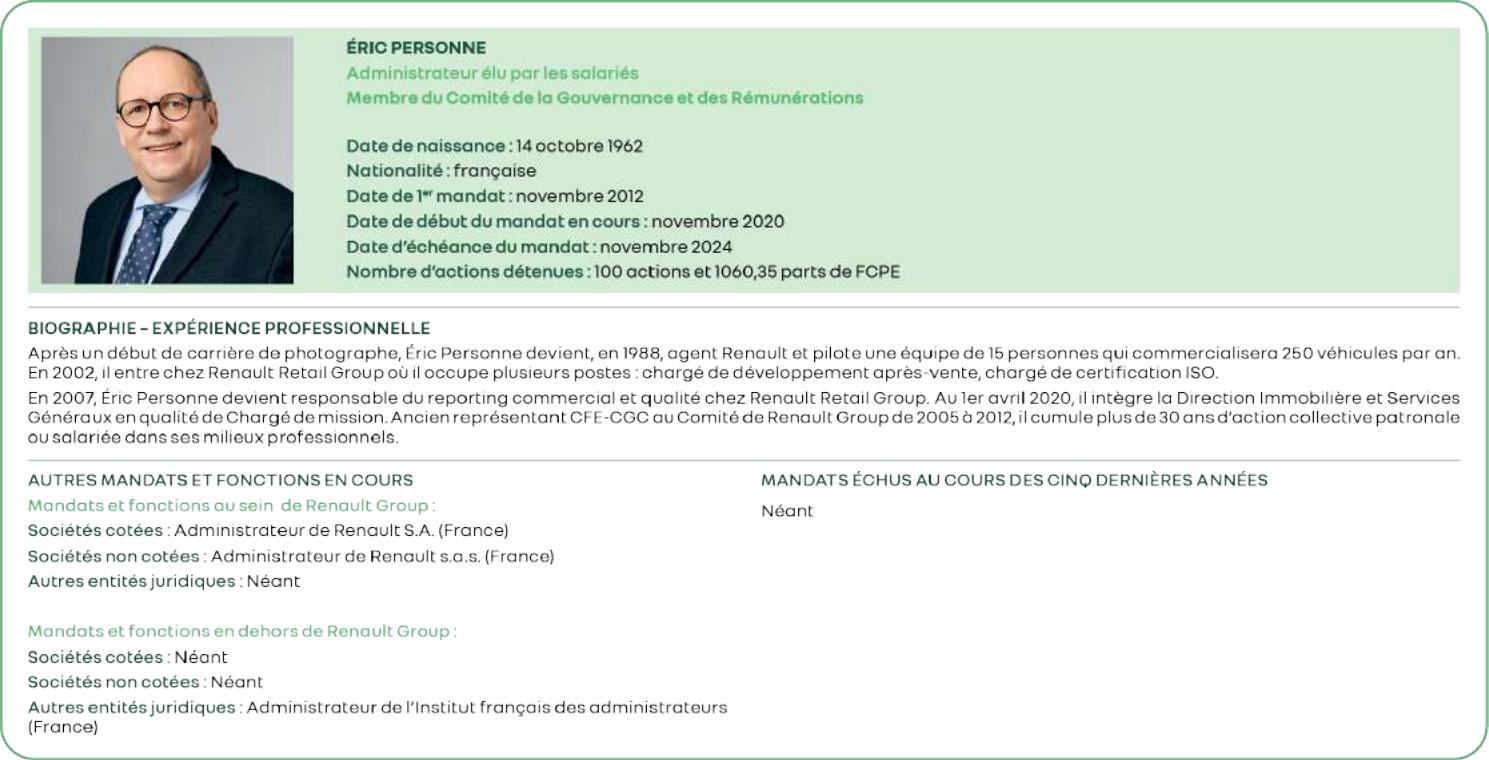 ÉRIC PERSONNE
Administrateur élu par les salariés
Membre du Comité de la Gouvernance et des Rémunérations
Date de naissance : 14 octobre 1962
Nationalité : française
Date de 1er mandat : novembre 2012
Date de début du mandat en cours : novembre 2020
Date d'échéance du mandat : novembre 2024
Nombre d'actions détenues : 100 actions et 1060,35 parts de FCPE
BIOGRAPHIE – EXPÉRIENCE PROFESSIONNELLE
Après un début de carrière de photographe, Éric Personne devient, en 1988, agent Renault et pilote une équipe de 15 personnes qui commercialisera 250 véhicules par an.
En 2002, il entre chez Renault Retail Group où il occupe plusieurs postes : chargé de développement après-vente, chargé de certification ISO.
En 2007, Éric Personne devient responsable du reporting commercial et qualité chez Renault Retail Group. Au 1er avril 2020, il intègre la Direction Immobilière et Services
Généraux en qualité de Chargé de mission. Ancien représentant CFE-CGC au Comité de Renault Group de 2005 à 2012, il cumule plus de 30 ans d'action collective patronale
ou salariée dans ses milieux professionnels.
AUTRES MANDATS ET FONCTIONS EN COURS
Mandats et fonctions au sein de Renault Group :
Sociétés cotées : Administrateur de Renault S.A. (France)
Sociétés non cotées : Administrateur de Renault s.a.s. (France)
Autres entités juridiques : Néant
Mandats et fonctions en dehors de Renault Group :
Sociétés cotées : Néant
Sociétés non cotées : Néant
Autres entités juridiques : Administrateur de l'Institut français des administrateurs
(France)
MANDATS ÉCHUS AU COURS DES CINQ DERNIÈRES ANNÉES
Néant